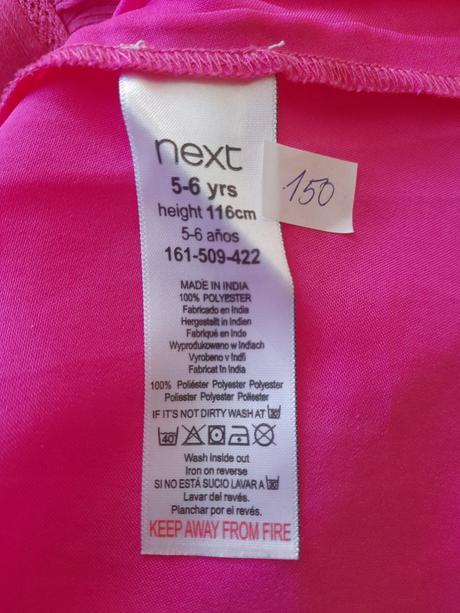 next
5-6 yrs
150
height 116cm
5-6 años
161-509-422
MADE IN INDIA
100% POLYESTER
Fabricado en India
Hergestellt in Indien
Fabriqué en Inde
Wyprodukowano w Indiach
Vyrobeno v Indii
Fabricat în India
100% Poliéster Polyester Polyester
Poliester Polyester Poliester
IF IT'S NOT DIRTY WASH AT 30
40
Wash inside out
Iron on reverse
SI NO ESTÁ SUCIO LAVAR A 30
Lavar del revés.
Planchar por el revés.
KEEP AWAY FROM FIRE